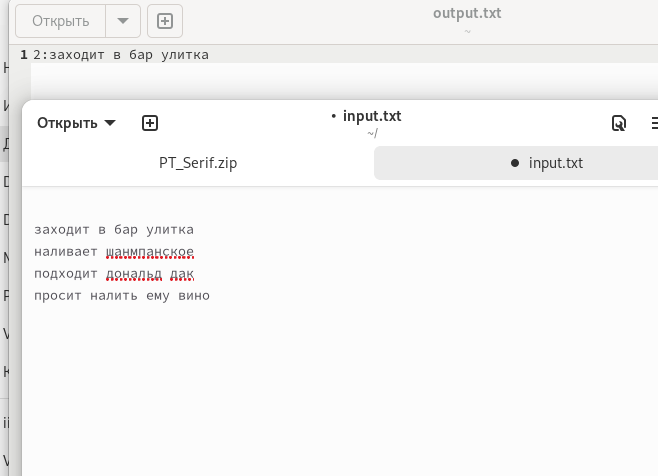 Открыть
output.txt
~
1 2:заходит в бар улитка
Открыть
• input.txt
~/
PT_Serif.zip
● input.txt
заходит в бар улитка
наливает шанмпанское
подходит дональд дак
просит налить ему вино